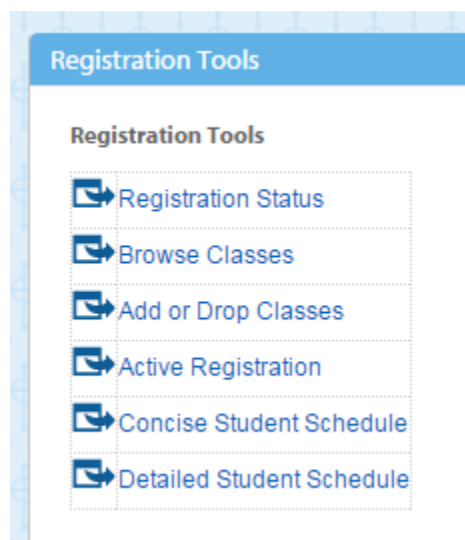 Registration Tools
Registration Tools
Registration Status
Browse Classes
Add or Drop Classes
Active Registration
Concise Student Schedule
Detailed Student Schedule